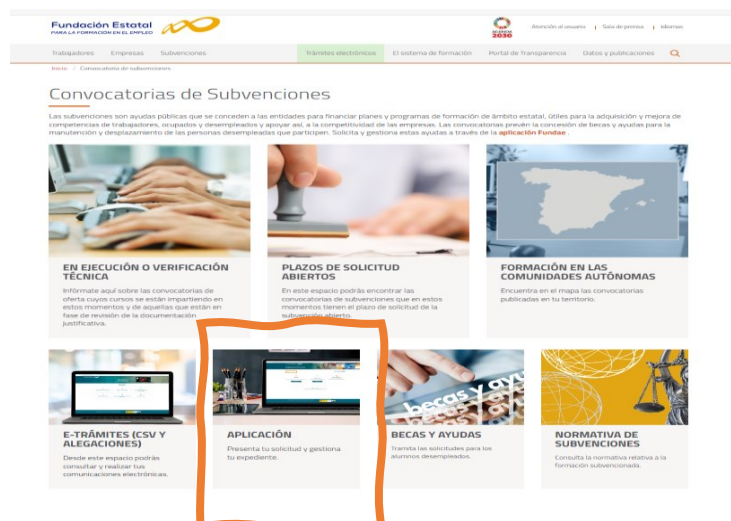 Fundación Estatal
PARA LA FORMACIÓN EN EL EMPLEO
AGENDA
2030
Atención al usuario | Sala de prensa | Idiomas
Trabajadores Empresas Subvenciones Trámites electrónicos El sistema de formación Portal de Transparencia Datos y publicaciones
Inicio / Convocatoria de subvenciones
Convocatorias de Subvenciones
Las subvenciones son ayudas públicas que se conceden a las entidades para financiar planes y programas de formación de ámbito estatal, útiles para la adquisición y mejora de
competencias de trabajadores, ocupados y desempleados y apoyar así, a la competitividad de las empresas. Las convocatorias prevén la concesión de becas y ayudas para la
manutención y desplazamiento de las personas desempleadas que participen. Solicita y gestiona estas ayudas a través de la aplicación Fundae .
EN EJECUCIÓN O VERIFICACIÓN
TÉCNICA
Infórmate aquí sobre las convocatorias de
oferta cuyos cursos se están impartiendo en
estos momentos y de aquellas que están en
fase de revisión de la documentación
justificativa.
PLAZOS DE SOLICITUD
ABIERTOS
En este espacio podrás encontrar las
convocatorias de subvenciones que en estos
momentos tienen el plazo de solicitud de la
subvención abierto.
FORMACIÓN EN LAS
COMUNIDADES AUTÓNOMAS
Encuentra en el mapa las convocatorias
publicadas en tu territorio.
E-TRÁMITES (CSV Y
ALEGACIONES)
Desde este espacio podrás
consultar y realizar tus
comunicaciones electrónicas.
APLICACIÓN
Presenta tu solicitud y gestiona
tu expediente.
becas y ayu
BECAS Y AYUDAS
Tramita las solicitudes para los
alumnos desempleados.
NORMATIVA DE
SUBVENCIONES
Consulta la normativa relativa a la
formación subvencionada.